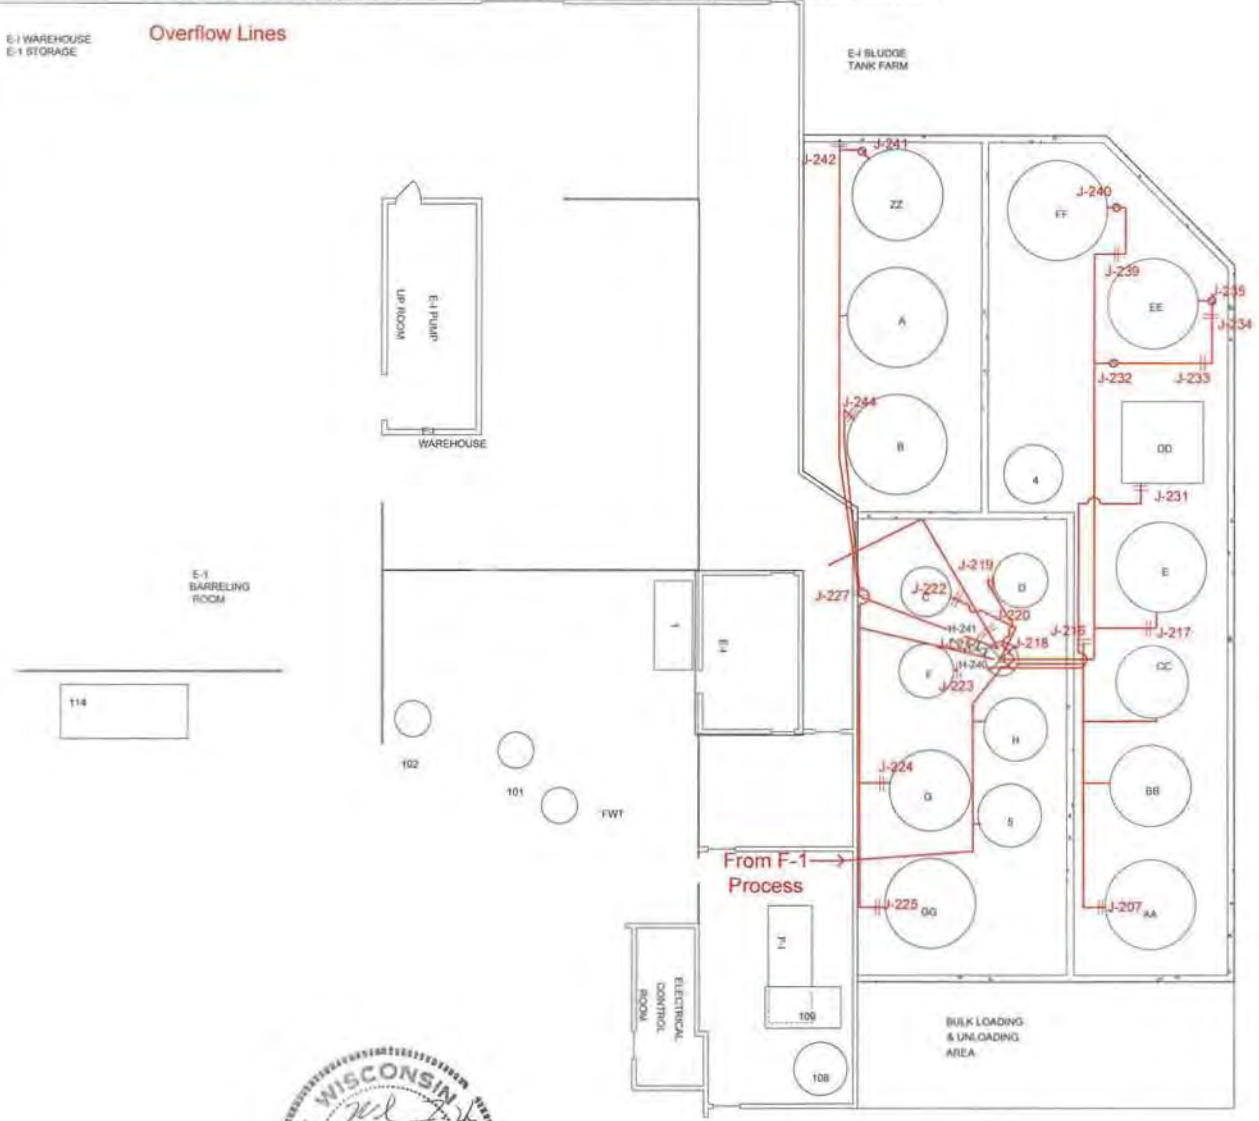 E-I WAREHOUSE
E-1 STORAGE
Overflow Lines
E-I SLUDGE
TANK FARM
J-242
J-241
ZZ
FF
J-240
J-239
EE
J-235
J-234
A
J-232
J-233
E-I PUMP
UP ROOM
J-244
B
E-I
WAREHOUSE
4
DD
J-231
E-1
BARRELING
ROOM
J-227
J-222
C
J-219
D
J-220
E
H-241
J-218
J-216
J-217
1
E-I
F
H-240
J-223
CC
114
102
101
FWT
H
J-224
G
5
BB
From F-1
Process
J-225
GG
J-207
AA
F-I
109
108
ELECTRICAL
CONTROL
ROOM
BULK LOADING
& UNLOADING
AREA
WISCONSIN